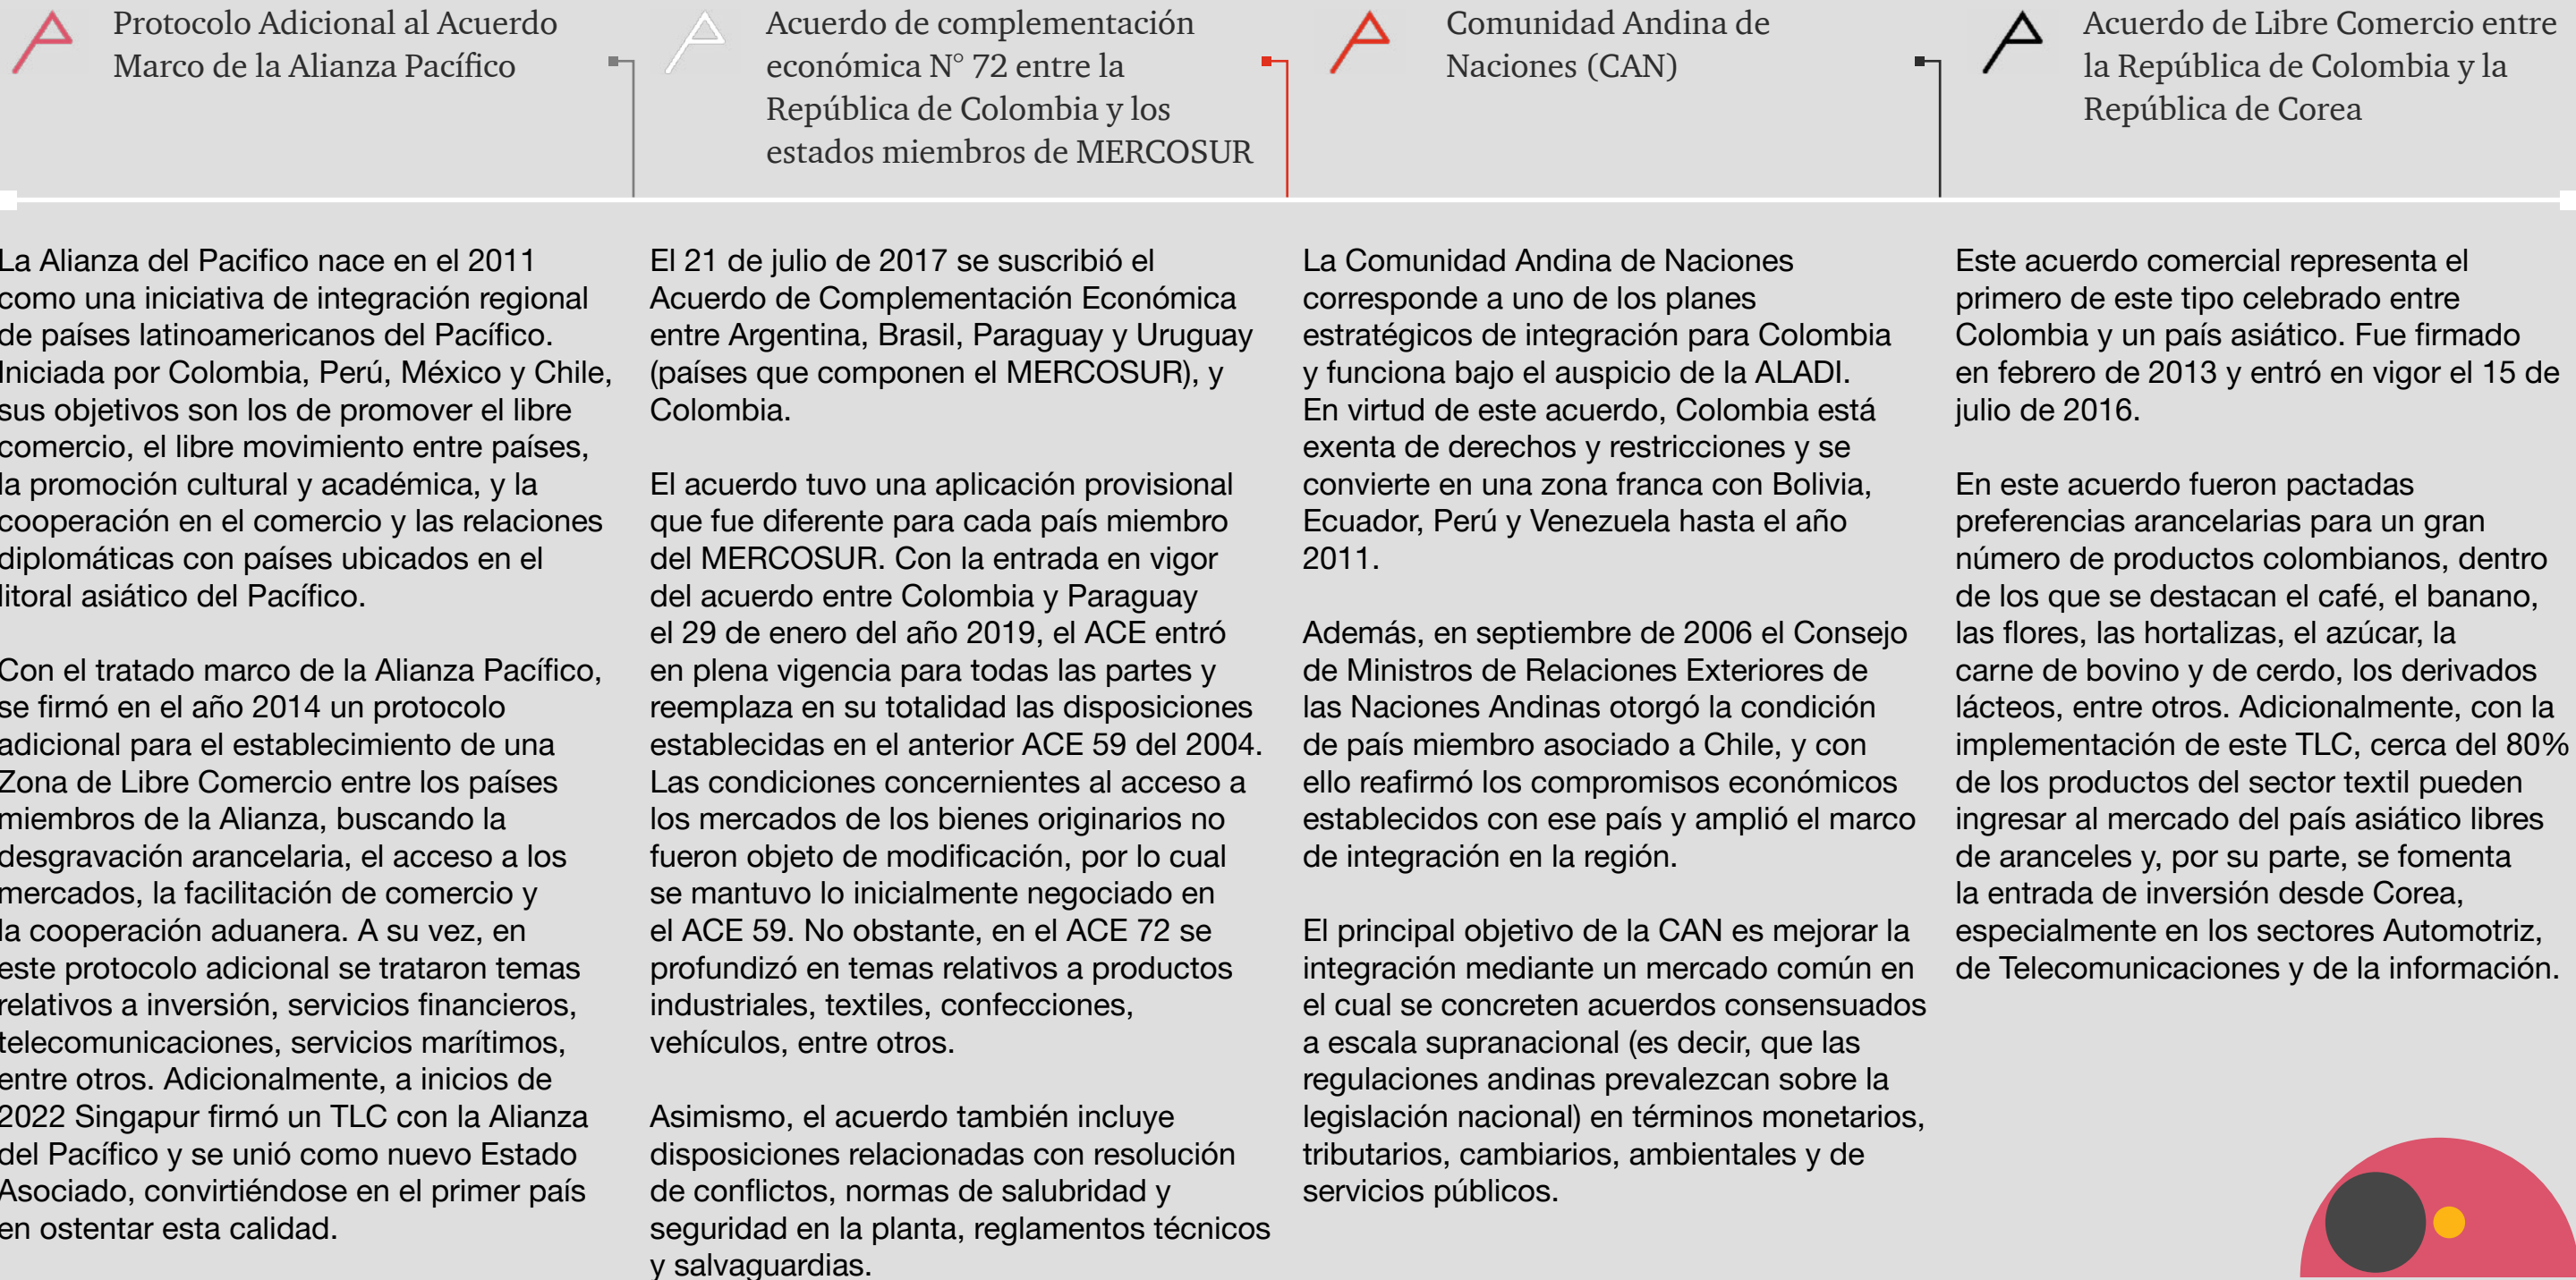 Protocolo Adicional al Acuerdo
Marco de la Alianza Pacífico
Acuerdo de complementación
económica N° 72 entre la
República de Colombia y los
estados miembros de MERCOSUR
Comunidad Andina de
Naciones (CAN)
Acuerdo de Libre Comercio entre
la República de Colombia y la
República de Corea
La Alianza del Pacifico nace en el 2011
como una iniciativa de integración regional
de países latinoamericanos del Pacífico.
Iniciada por Colombia, Perú, México y Chile,
sus objetivos son los de promover el libre
comercio, el libre movimiento entre países,
la promoción cultural y académica, y la
cooperación en el comercio y las relaciones
diplomáticas con países ubicados en el
litoral asiático del Pacífico.
Con el tratado marco de la Alianza Pacífico,
se firmó en el año 2014 un protocolo
adicional para el establecimiento de una
Zona de Libre Comercio entre los países
miembros de la Alianza, buscando la
desgravación arancelaria, el acceso a los
mercados, la facilitación de comercio y
la cooperación aduanera. A su vez, en
este protocolo adicional se trataron temas
relativos a inversión, servicios financieros,
telecomunicaciones, servicios marítimos,
entre otros. Adicionalmente, a inicios de
2022 Singapur firmó un TLC con la Alianza
del Pacífico y se unió como nuevo Estado
Asociado, convirtiéndose en el primer país
en ostentar esta calidad.
El 21 de julio de 2017 se suscribió el
Acuerdo de Complementación Económica
entre Argentina, Brasil, Paraguay y Uruguay
(países que componen el MERCOSUR), y
Colombia.
El acuerdo tuvo una aplicación provisional
que fue diferente para cada país miembro
del MERCOSUR. Con la entrada en vigor
del acuerdo entre Colombia y Paraguay
el 29 de enero del año 2019, el ACE entró
en plena vigencia para todas las partes y
reemplaza en su totalidad las disposiciones
establecidas en el anterior ACE 59 del 2004.
Las condiciones concernientes al acceso a
los mercados de los bienes originarios no
fueron objeto de modificación, por lo cual
se mantuvo lo inicialmente negociado en
el ACE 59. No obstante, en el ACE 72 se
profundizó en temas relativos a productos
industriales, textiles, confecciones,
vehículos, entre otros.
Asimismo, el acuerdo también incluye
disposiciones relacionadas con resolución
de conflictos, normas de salubridad y
seguridad en la planta, reglamentos técnicos
y salvaguardias.
La Comunidad Andina de Naciones
corresponde a uno de los planes
estratégicos de integración para Colombia
y funciona bajo el auspicio de la ALADI.
En virtud de este acuerdo, Colombia está
exenta de derechos y restricciones y se
convierte en una zona franca con Bolivia,
Ecuador, Perú y Venezuela hasta el año
2011.
Además, en septiembre de 2006 el Consejo
de Ministros de Relaciones Exteriores de
las Naciones Andinas otorgó la condición
de país miembro asociado a Chile, y con
ello reafirmó los compromisos económicos
establecidos con ese país y amplió el marco
de integración en la región.
El principal objetivo de la CAN es mejorar la
integración mediante un mercado común en
el cual se concreten acuerdos consensuados
a escala supranacional (es decir, que las
regulaciones andinas prevalezcan sobre la
legislación nacional) en términos monetarios,
tributarios, cambiarios, ambientales y de
servicios públicos.
Este acuerdo comercial representa el
primero de este tipo celebrado entre
Colombia y un país asiático. Fue firmado
en febrero de 2013 y entró en vigor el 15 de
julio de 2016.
En este acuerdo fueron pactadas
preferencias arancelarias para un gran
número de productos colombianos, dentro
de los que se destacan el café, el banano,
las flores, las hortalizas, el azúcar, la
carne de bovino y de cerdo, los derivados
lácteos, entre otros. Adicionalmente, con la
implementación de este TLC, cerca del 80%
de los productos del sector textil pueden
ingresar al mercado del país asiático libres
de aranceles y, por su parte, se fomenta
la entrada de inversión desde Corea,
especialmente en los sectores Automotriz,
de Telecomunicaciones y de la información.